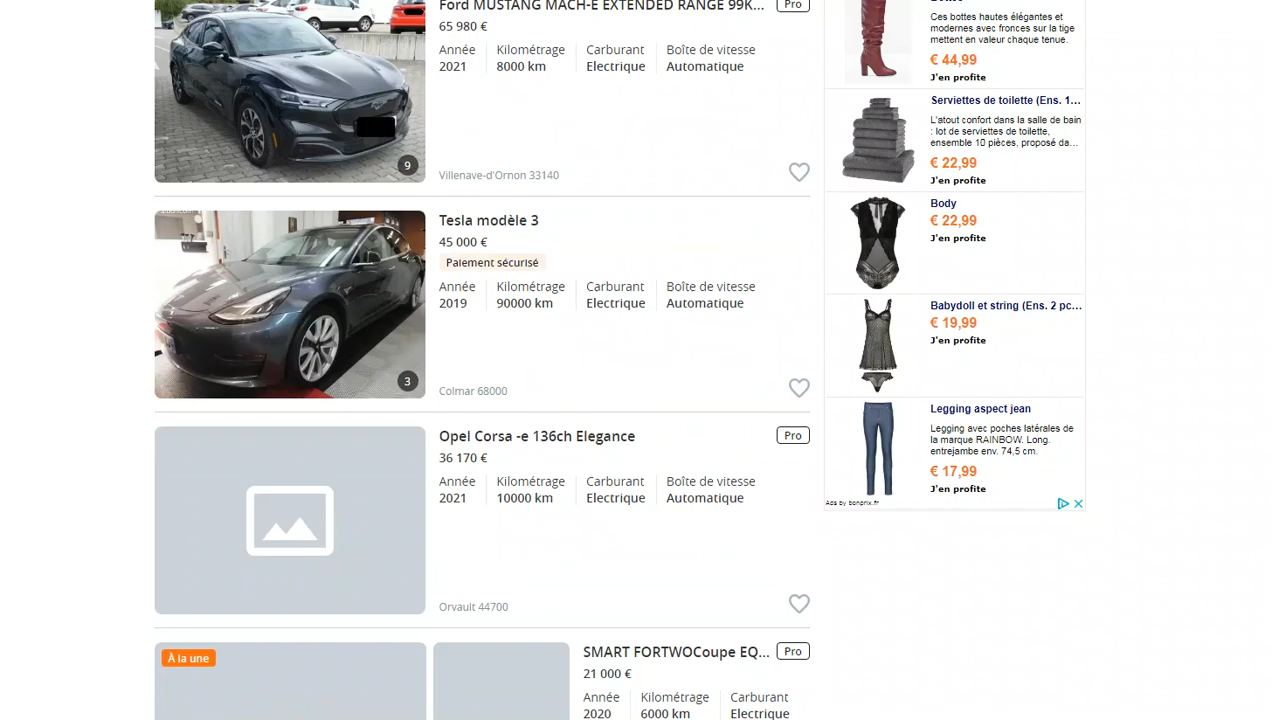 Ford MUSTANG MACH-E EXTENDED RANGE 99K...
Pro
65 980 €
Année Kilométrage Carburant Boîte de vitesse
2021 8000 km Electrique Automatique
9
Villenave-d'Ornon 33140
Tesla modèle 3
45 000 €
Paiement sécurisé
Année Kilométrage Carburant Boîte de vitesse
2019 90000 km Electrique Automatique
3
Colmar 68000
Opel Corsa -e 136ch Elegance
Pro
36 170 €
Année Kilométrage Carburant Boîte de vitesse
2021 10000 km Electrique Automatique
Orvault 44700
À la une
SMART FORTWOCoupe EQ...
Pro
21 000 €
Année Kilométrage Carburant
2020 6000 km Electrique
Ces bottes hautes élégantes et
modernes avec fronces sur la tige
mettent en valeur chaque tenue.
€ 44,99
J'en profite
Serviettes de toilette (Ens. 1...
L'atout confort dans la salle de bain
: lot de serviettes de toilette,
ensemble 10 pièces, proposé da...
€ 22,99
J'en profite
Body
€ 22,99
J'en profite
Babydoll et string (Ens. 2 pc...
€ 19,99
J'en profite
Legging aspect jean
Legging avec poches latérales de
la marque RAINBOW. Long.
entrejambe env. 74,5 cm.
€ 17,99
J'en profite
Ads by bonprix.fr